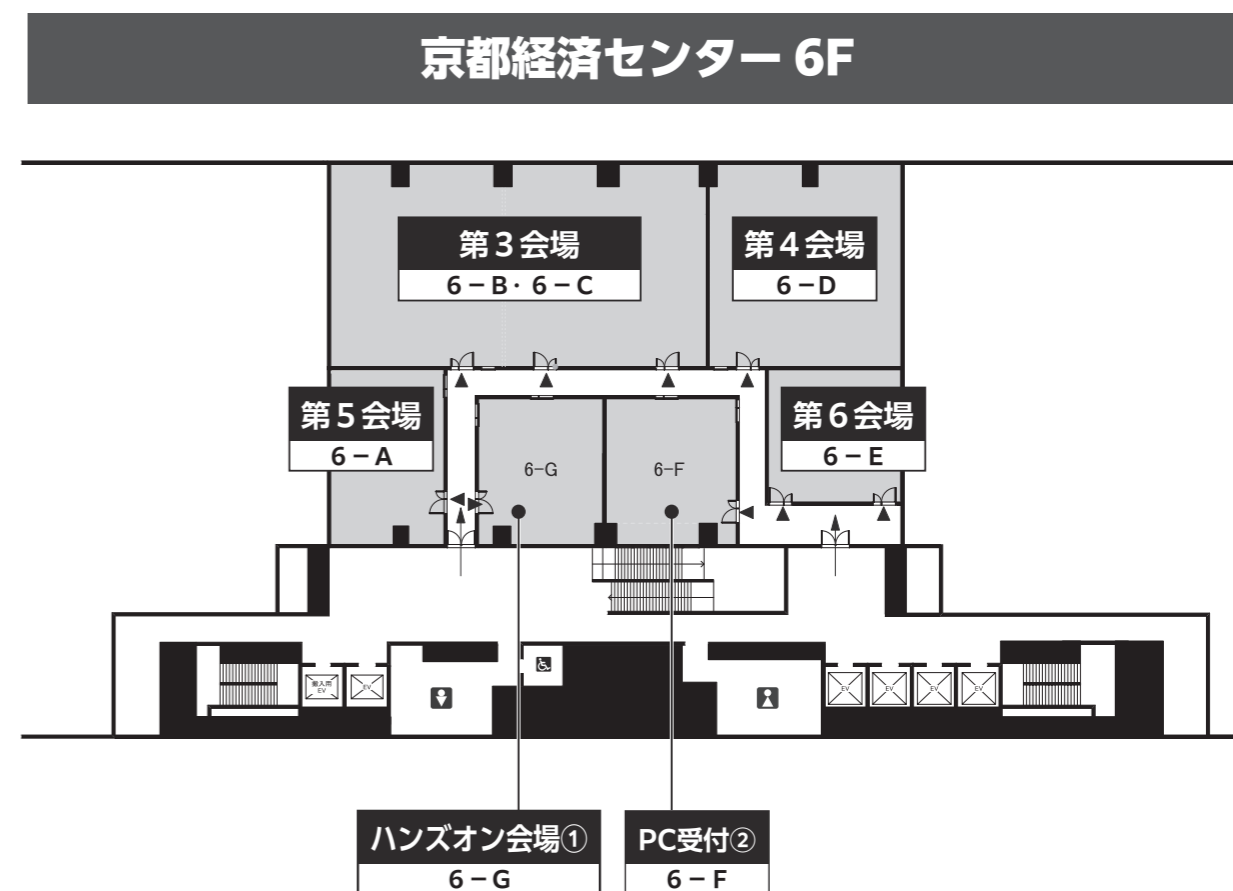 京都経済センター 6F
第3会場
6-B・6-C
第4会場
6-D
第5会場
6-A
第6会場
6-E
6-G
6-F
搬入用
EV
EV
EV
EV
EV
EV
ハンズオン会場①
6-G
PC受付②
6-F